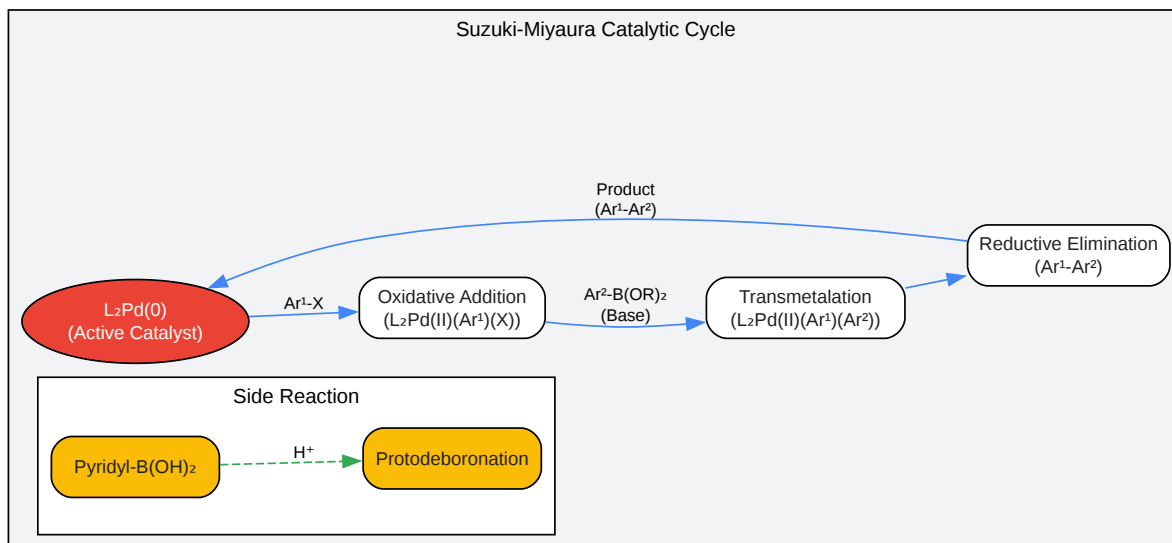 Suzuki-Miyaura Catalytic Cycle
Product
(Ar¹-Ar²)
Reductive Elimination
(Ar¹-Ar²)
L₂Pd(0)
(Active Catalyst)
Ar¹-X
Oxidative Addition
(L₂Pd(II)(Ar¹)(X))
Ar²-B(OR)₂
(Base)
Transmetalation
(L₂Pd(II)(Ar¹)(Ar²))
Side Reaction
Pyridyl-B(OH)₂
H⁺
Protodeboronation